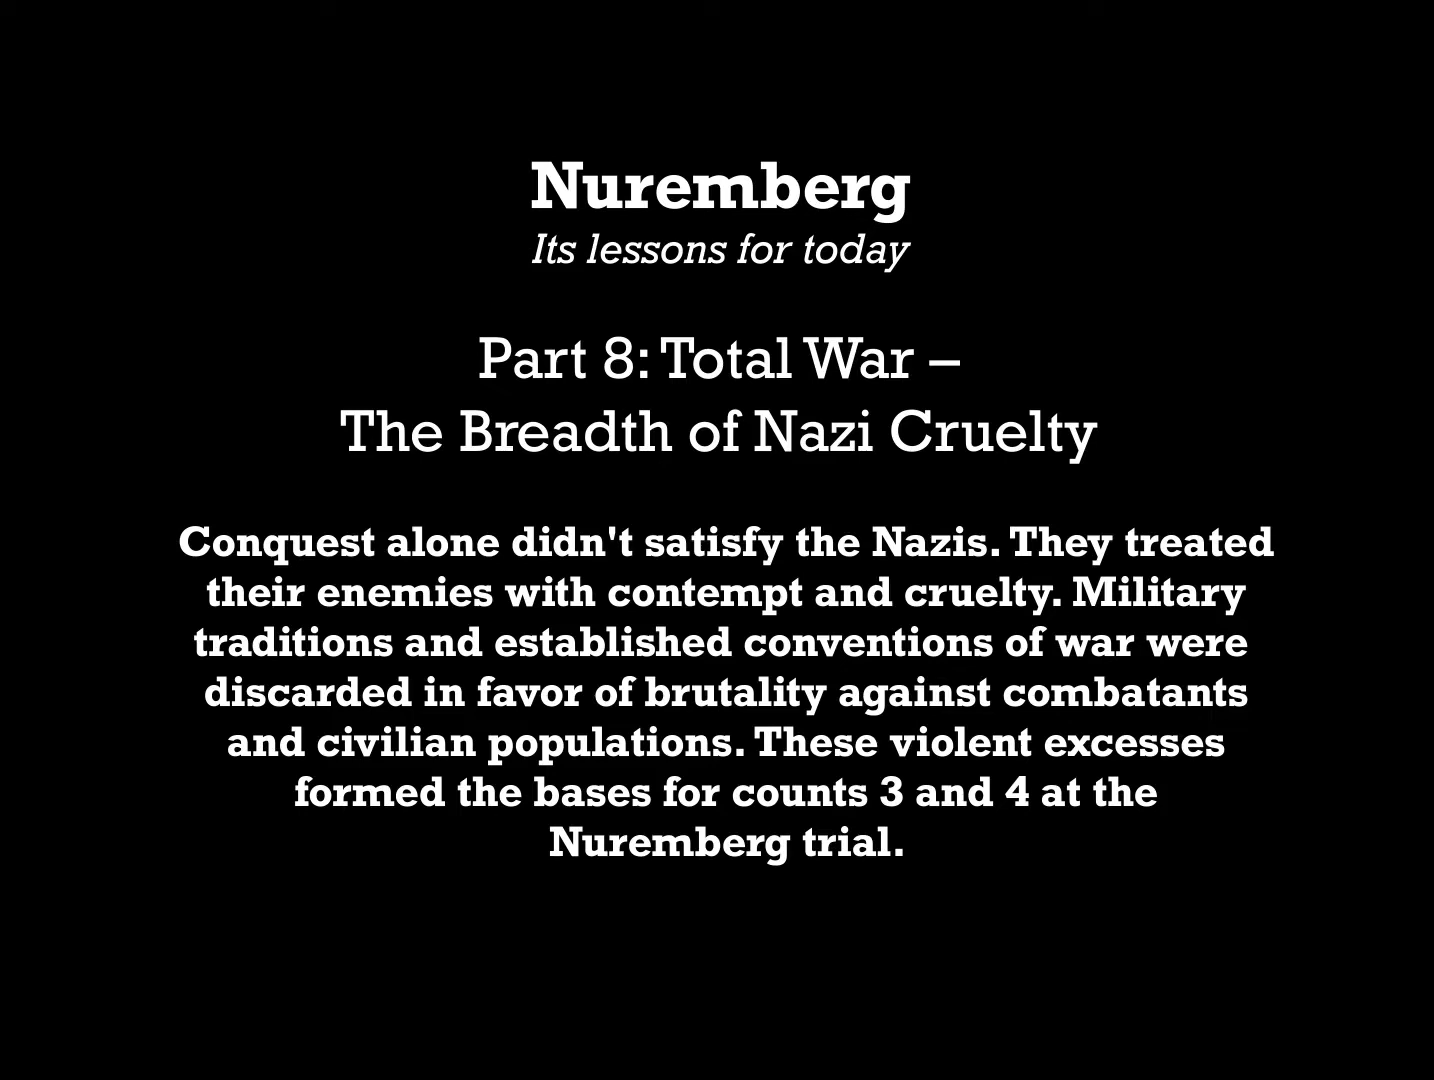 Nuremberg
Its lessons for today
Part 8: Total War –
The Breadth of Nazi Cruelty
Conquest alone didn't satisfy the Nazis. They treated
their enemies with contempt and cruelty. Military
traditions and established conventions of war were
discarded in favor of brutality against combatants
and civilian populations. These violent excesses
formed the bases for counts 3 and 4 at the
Nuremberg trial.